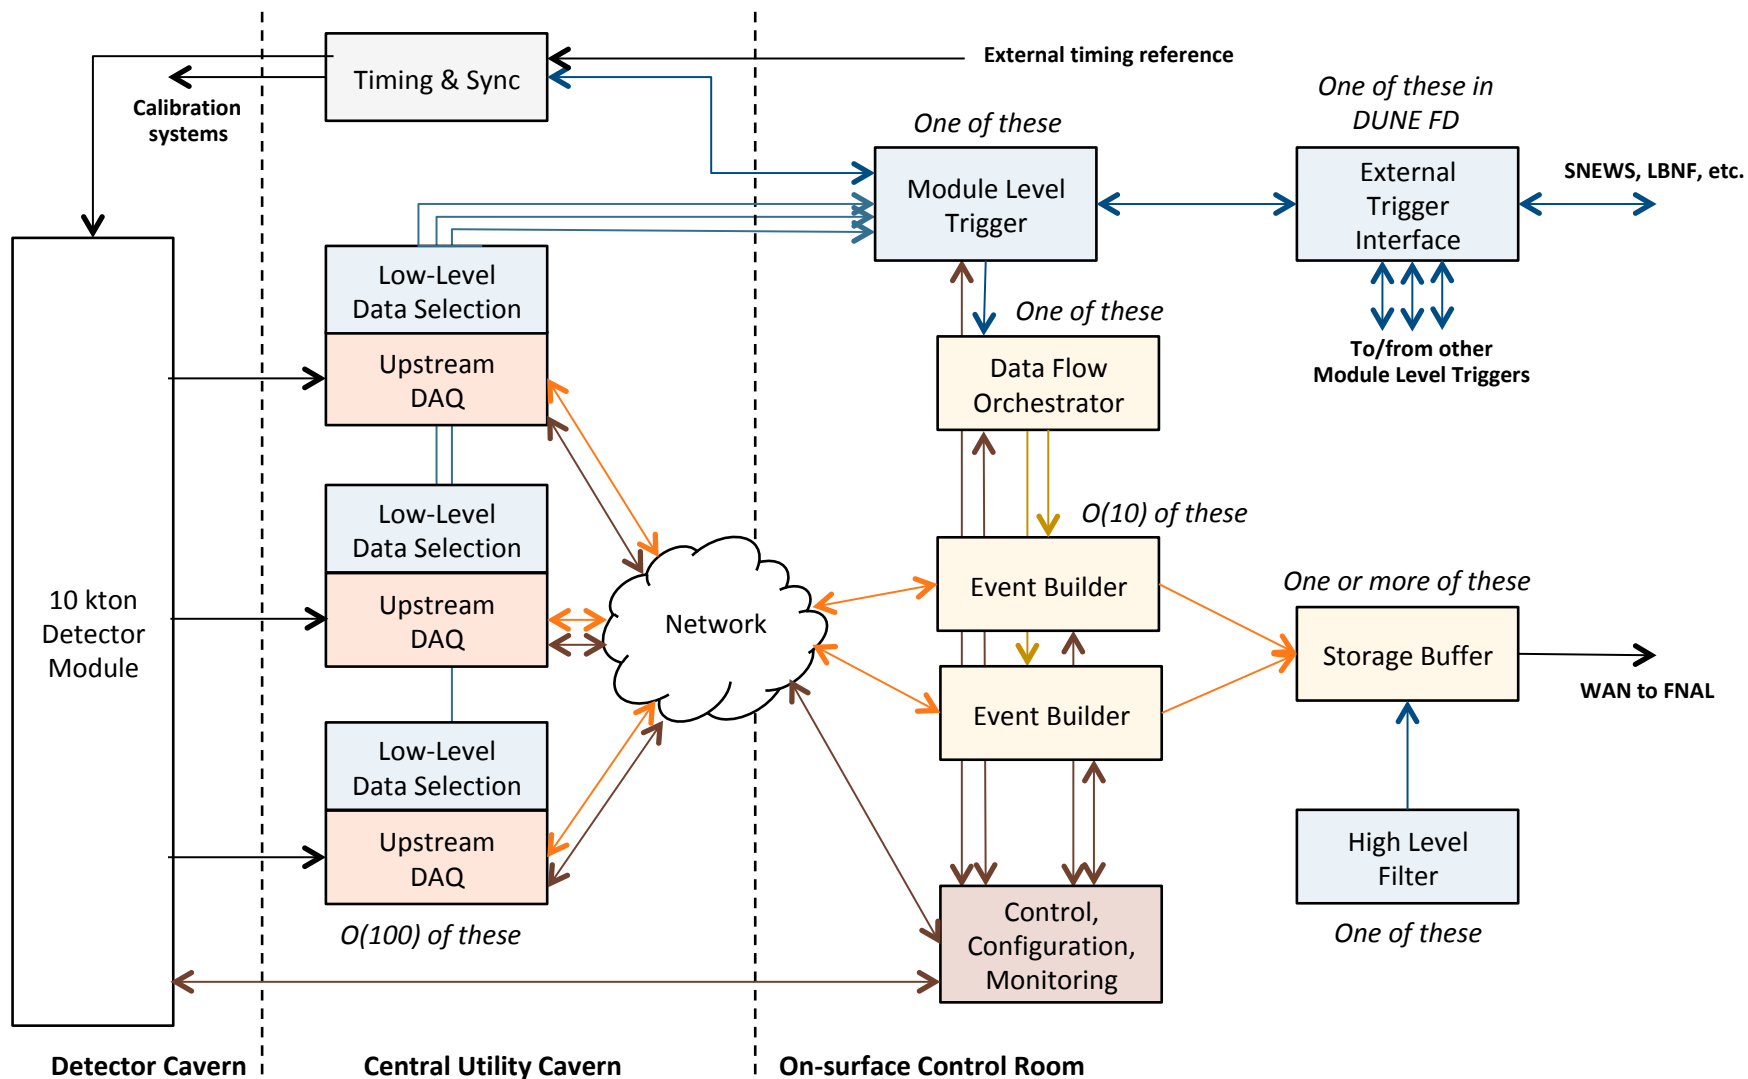 External timing reference
Timing & Sync
Calibration
systems
One of these in
DUNE FD
One of these
Module Level
Trigger
External
Trigger
Interface
SNEWS, LBNF, etc.
Low-Level
Data Selection
Upstream
DAQ
One of these
To/from other
Module Level Triggers
Data Flow
Orchestrator
Low-Level
Data Selection
Upstream
DAQ
O(10) of these
Event Builder
One or more of these
10 kton
Detector
Module
Network
Storage Buffer
WAN to FNAL
Event Builder
Low-Level
Data Selection
Upstream
DAQ
O(100) of these
High Level
Filter
One of these
Control,
Configuration,
Monitoring
Detector Cavern
Central Utility Cavern
On-surface Control Room